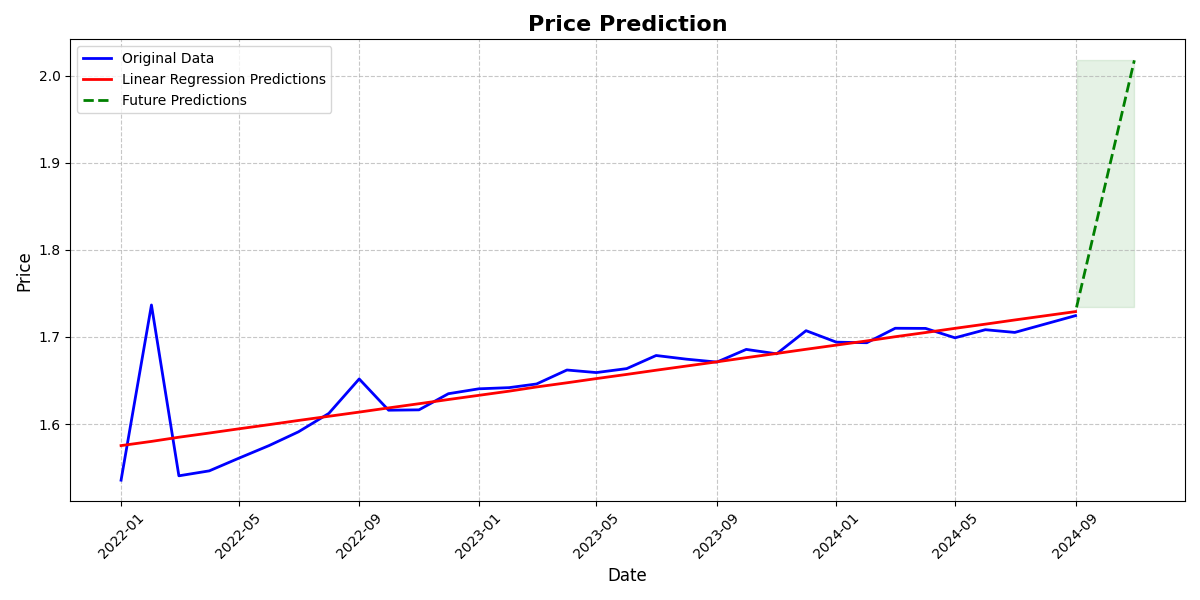 Price Prediction
Original Data
Linear Regression Predictions
Future Predictions
Price
2.0
1.9
1.8
1.7
1.6
2022-01
2022-05
2022-09
2023-01
2023-05
2023-09
2024-01
2024-05
2024-09
Date